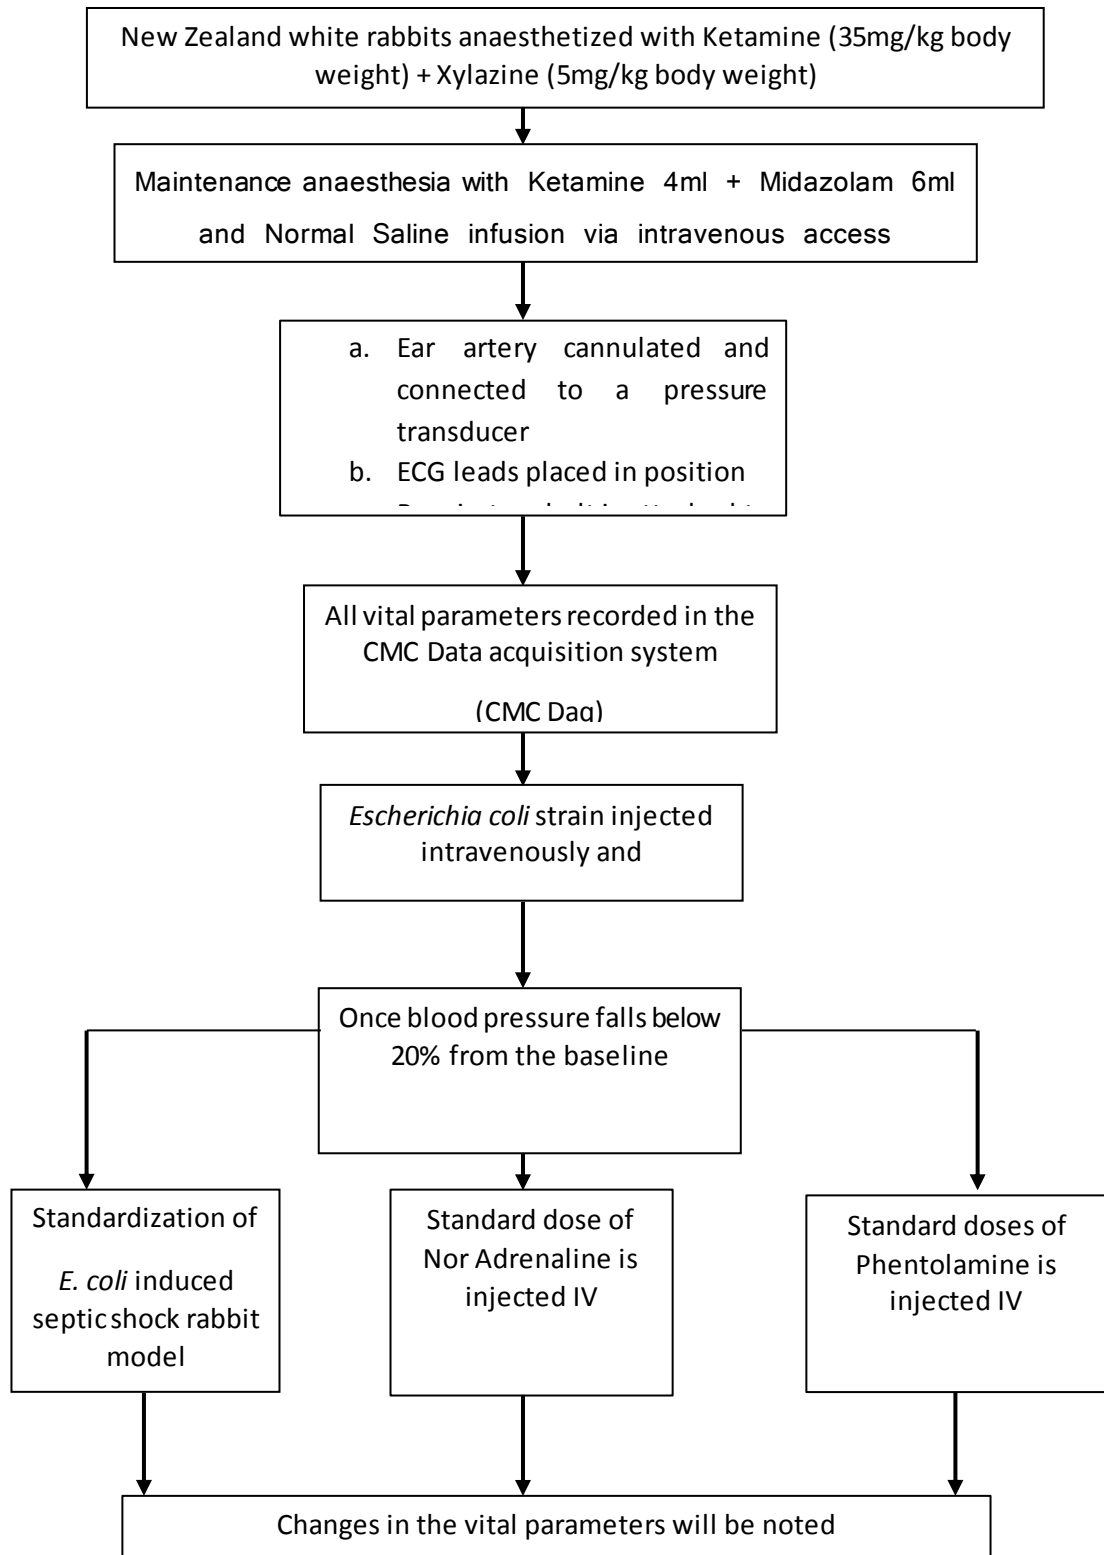 New Zealand white rabbits anaesthetized with Ketamine (35mg/kg body
weight) + Xylazine (5mg/kg body weight)
Maintenance anaesthesia with Ketamine 4ml + Midazolam 6ml
and Normal Saline infusion via intravenous access
a. Ear artery cannulated and
connected to a pressure
transducer
b. ECG leads placed in position
All vital parameters recorded in the
CMC Data acquisition system
(CMC Daq)
Escherichia coli strain injected
intravenously and
Once blood pressure falls below
20% from the baseline
Standardization of
E. coli induced
septic shock rabbit
model
Standard dose of
Nor Adrenaline is
injected IV
Standard doses of
Phentolamine is
injected IV
Changes in the vital parameters will be noted